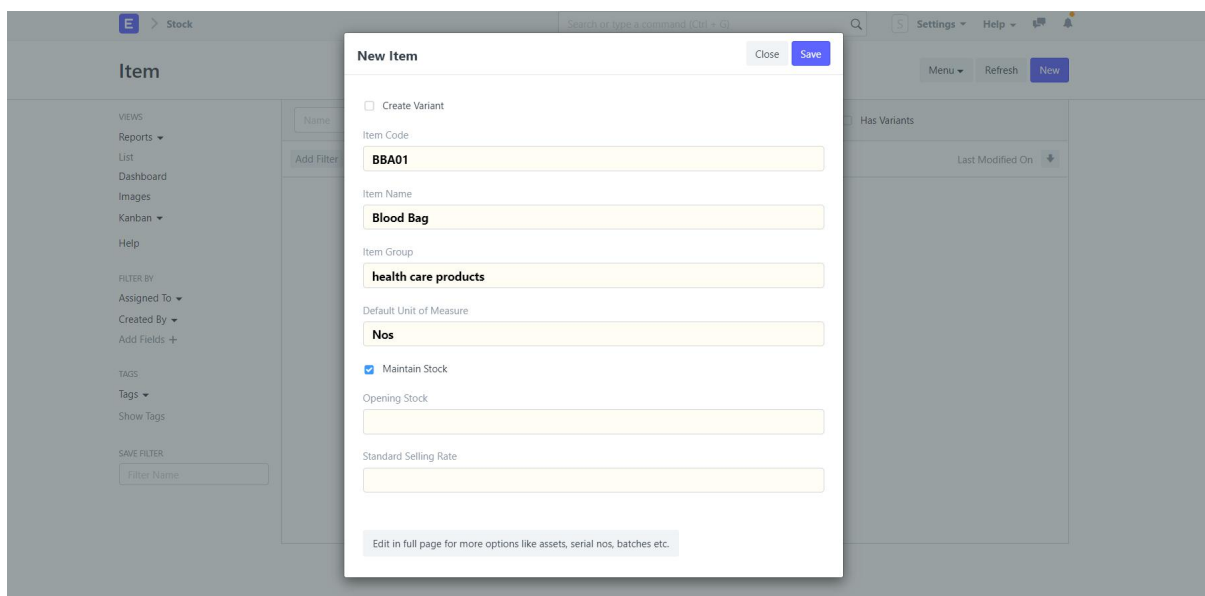 E > Stock
Search or type a command (Ctrl + G)
S Settings Help
Item
Menu Refresh New
VIEWS
Reports
List
Dashboard
Images
Kanban
Help
FILTER BY
Assigned To
Created By
Add Fields +
TAGS
Tags
Show Tags
SAVE FILTER
Filter Name
Name
Has Variants
Add Filter
Last Modified On
New Item
Close Save
Create Variant
Item Code
BBA01
Item Name
Blood Bag
Item Group
health care products
Default Unit of Measure
Nos
Maintain Stock
Opening Stock
Standard Selling Rate
Edit in full page for more options like assets, serial nos, batches etc.